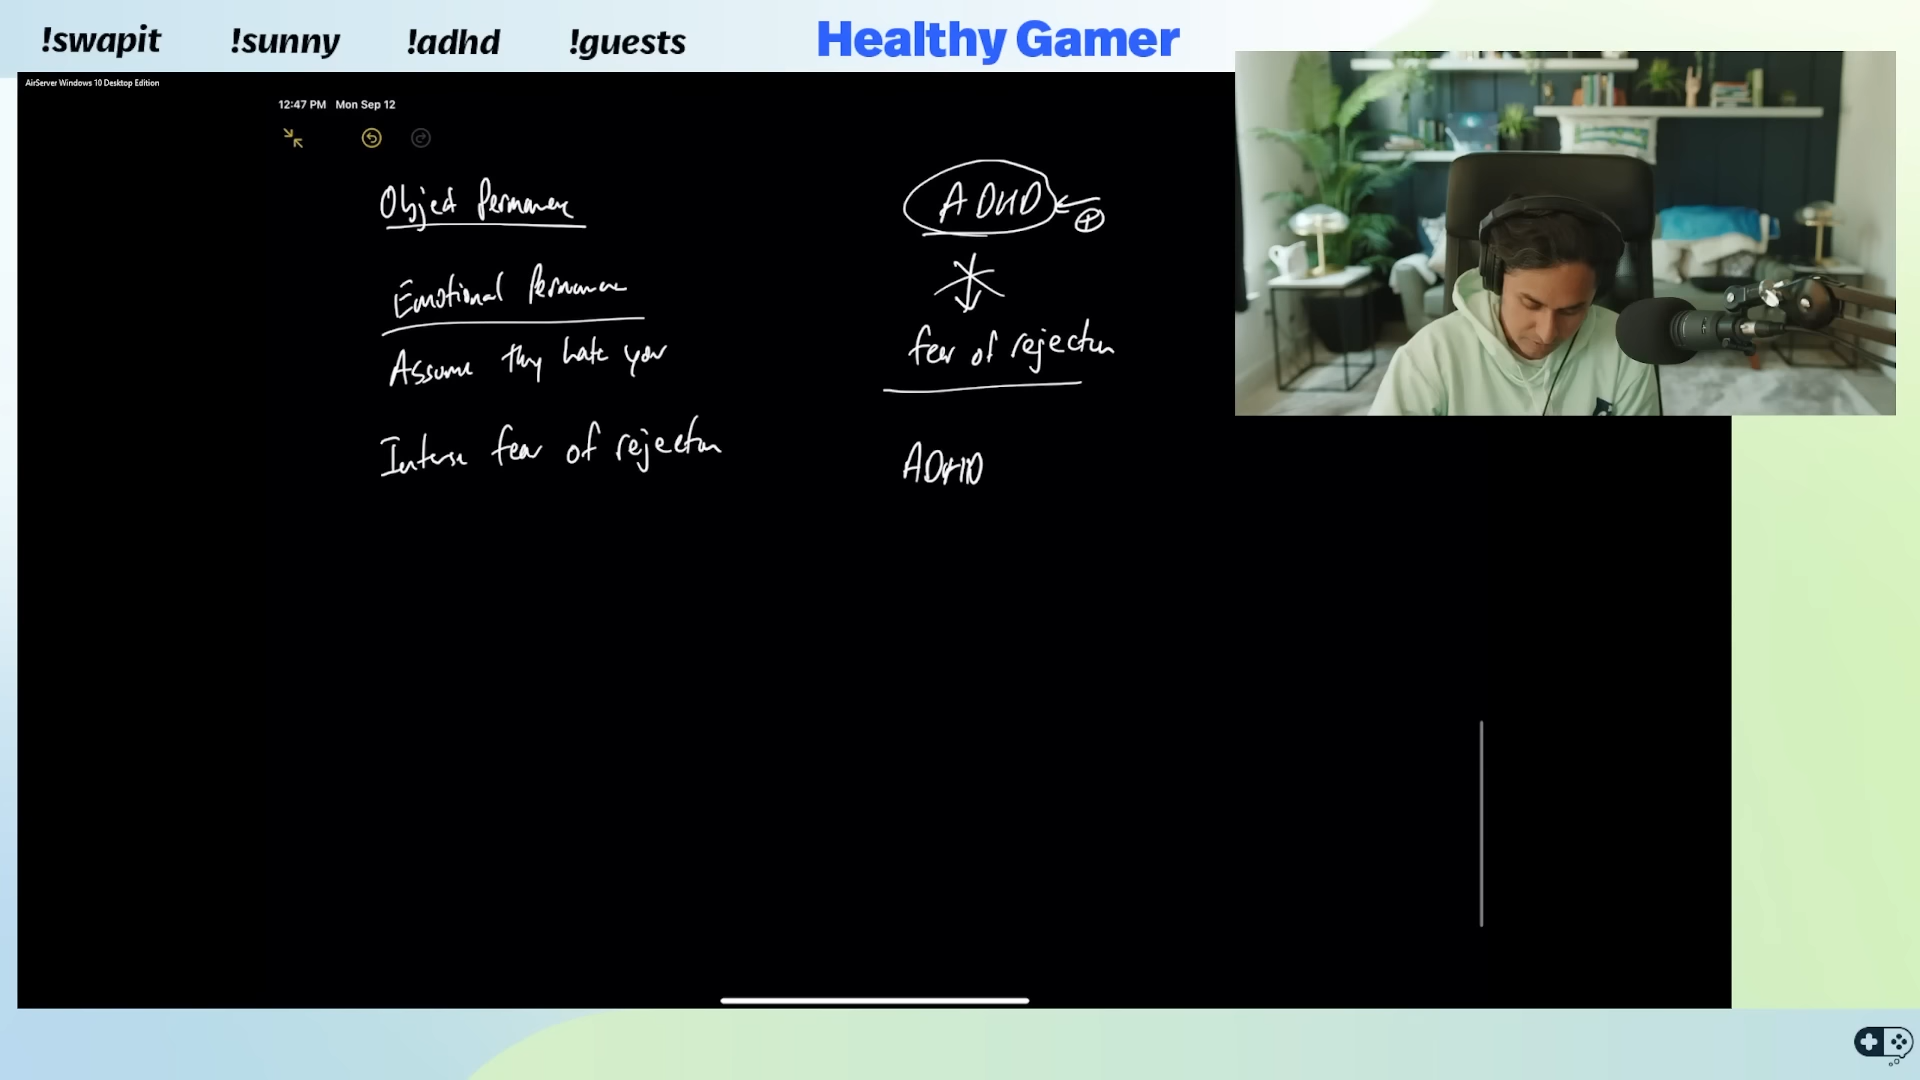 !swapit !sunny !adhd !guests Healthy Gamer
AirServer Windows 10 Desktop Edition
12:47 PM Mon Sep 12
Object Permanence
Emotional Permanence
Assume they hate you
Intense fear of rejection
ADHD
P
fear of rejection
ADHD